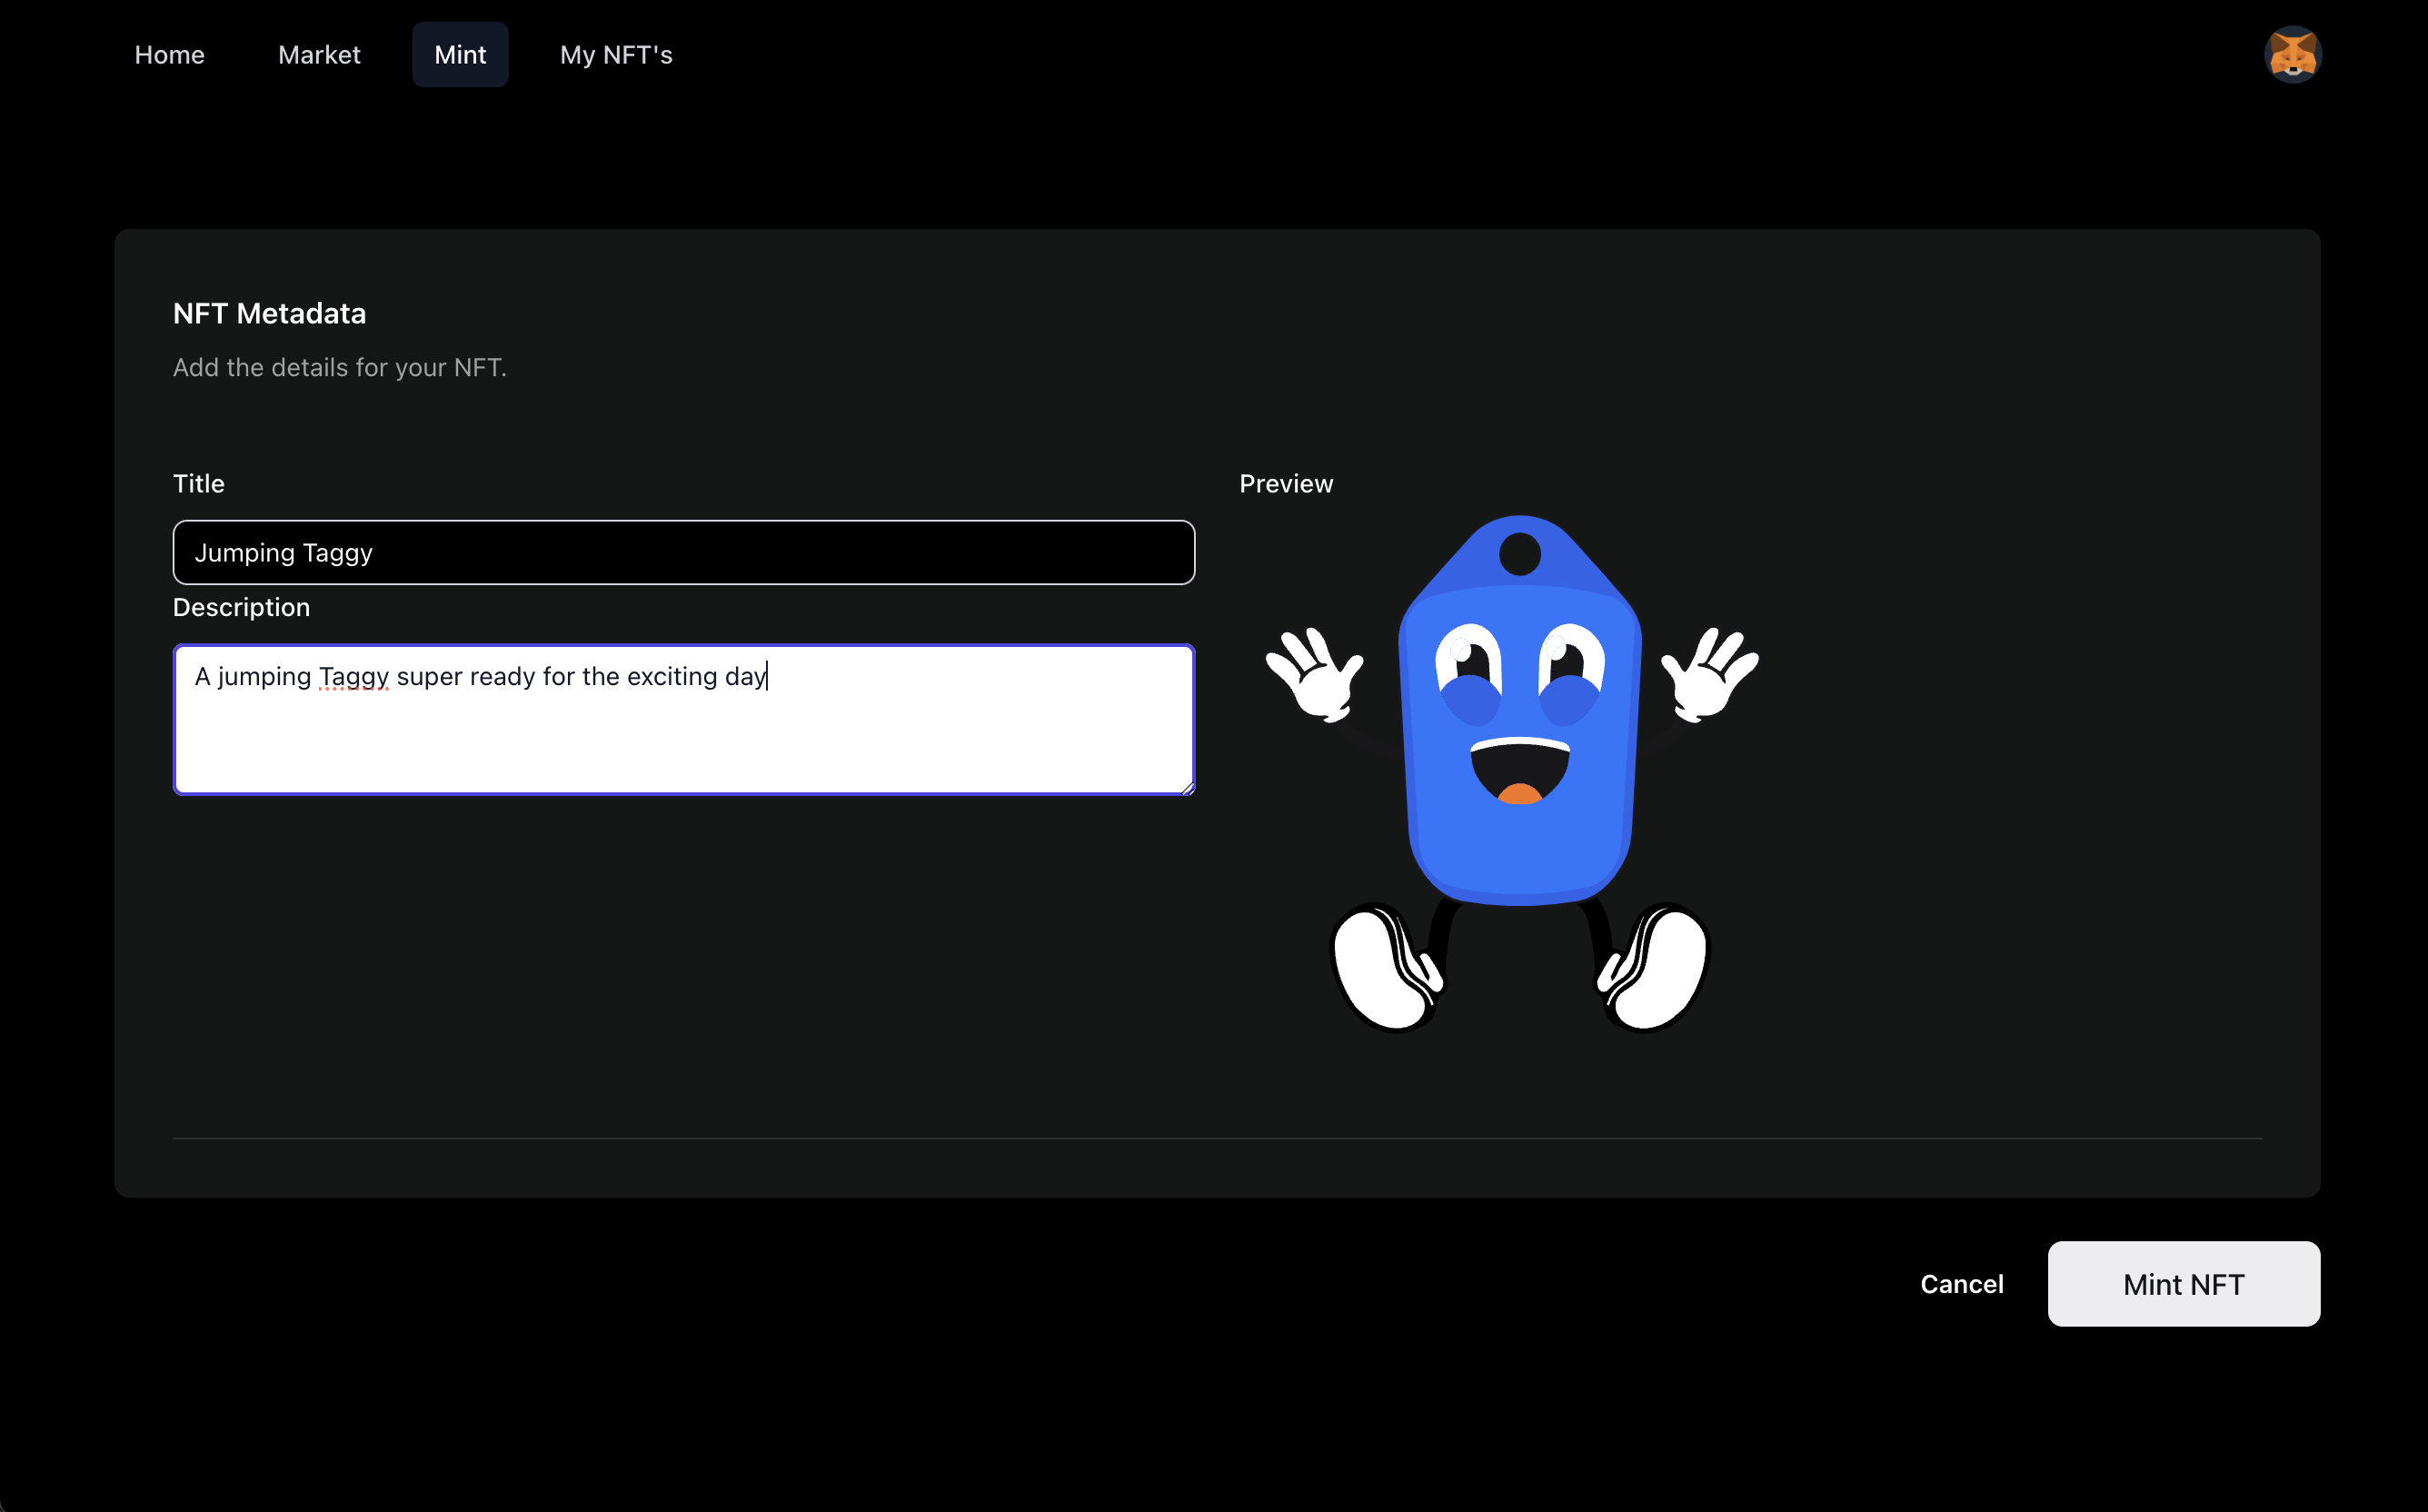 Home Market Mint My NFT's
NFT Metadata
Add the details for your NFT.
Title
Jumping Taggy
Description
A jumping Taggy super ready for the exciting day
Preview
Cancel Mint NFT